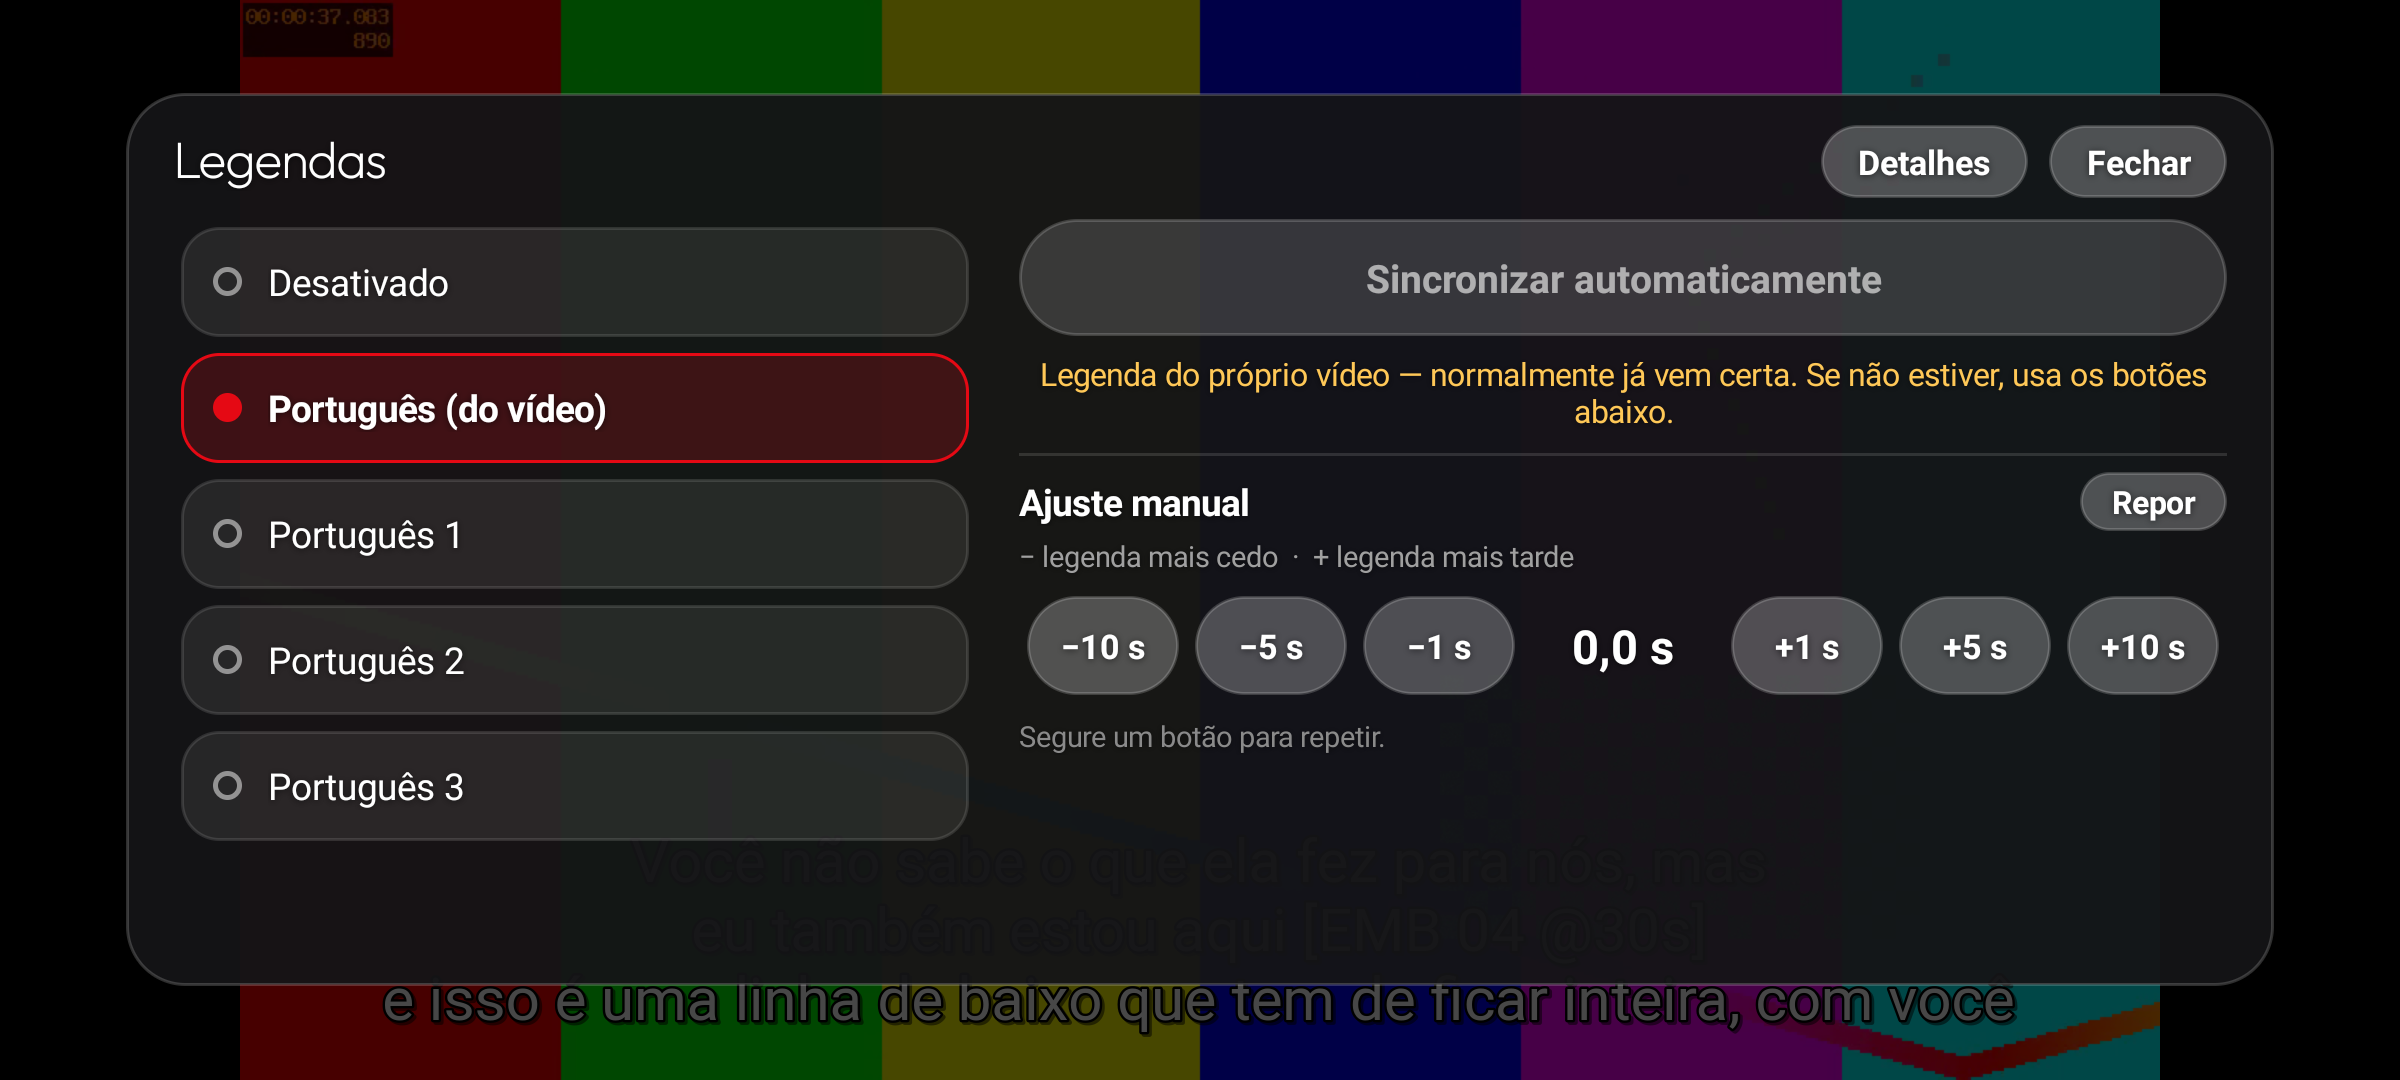 00:00:37.083
890
Legendas
Detalhes
Fechar
Desativado
Português (do vídeo)
Português 1
Português 2
Português 3
Sincronizar automaticamente
Legenda do próprio vídeo — normalmente já vem certa. Se não estiver, usa os botões
abaixo.
Ajuste manual
Repor
− legenda mais cedo · + legenda mais tarde
−10 s
−5 s
−1 s
0,0 s
+1 s
+5 s
+10 s
Segure um botão para repetir.
Você não sabe o que ela fez para nós, mas
eu também estou aqui [EMB 04 @30s]
e isso é uma linha de baixo que tem de ficar inteira, com você